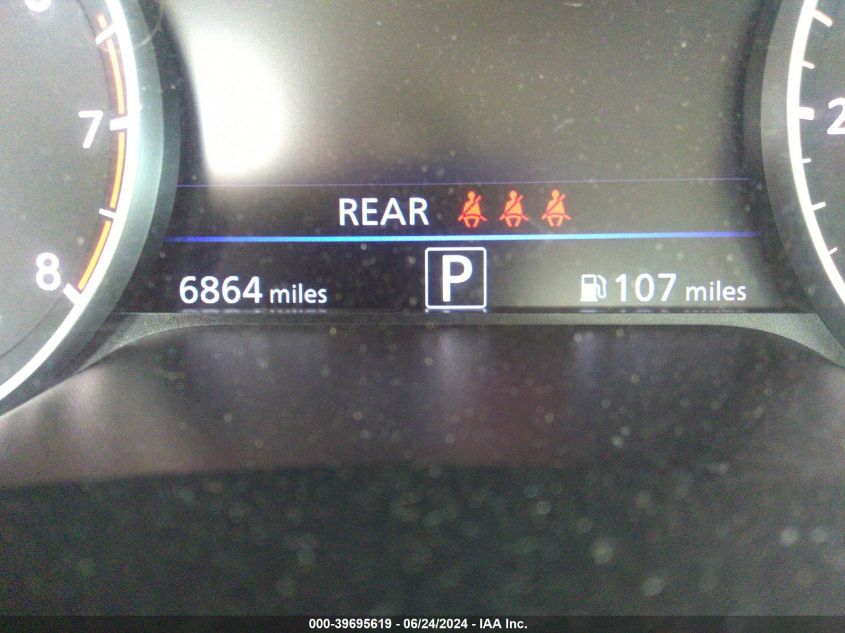 7
2
REAR
8
6864 miles
P
107 miles
000-39695619 - 06/24/2024 - IAA Inc.